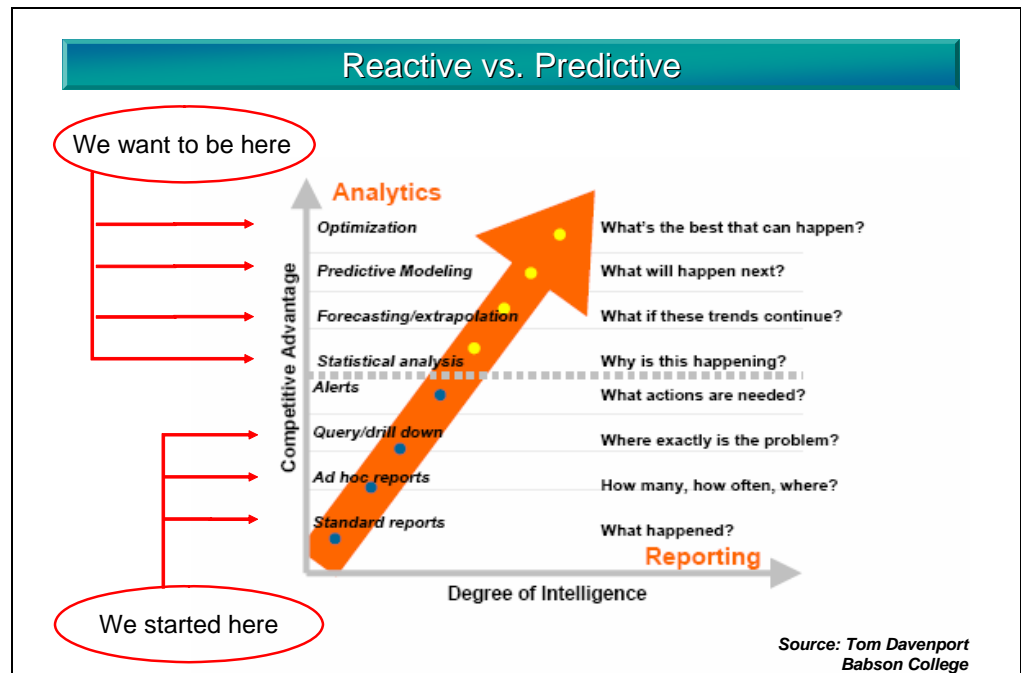 Reactive vs. Predictive
We want to be here
Analytics
Optimization
What's the best that can happen?
Predictive Modeling
What will happen next?
Forecasting/extrapolation
What if these trends continue?
Statistical analysis
Why is this happening?
Alerts
What actions are needed?
Query/drill down
Where exactly is the problem?
Ad hoc reports
How many, how often, where?
Standard reports
What happened?
Competitive Advantage
Reporting
Degree of Intelligence
We started here
Source: Tom Davenport
Babson College